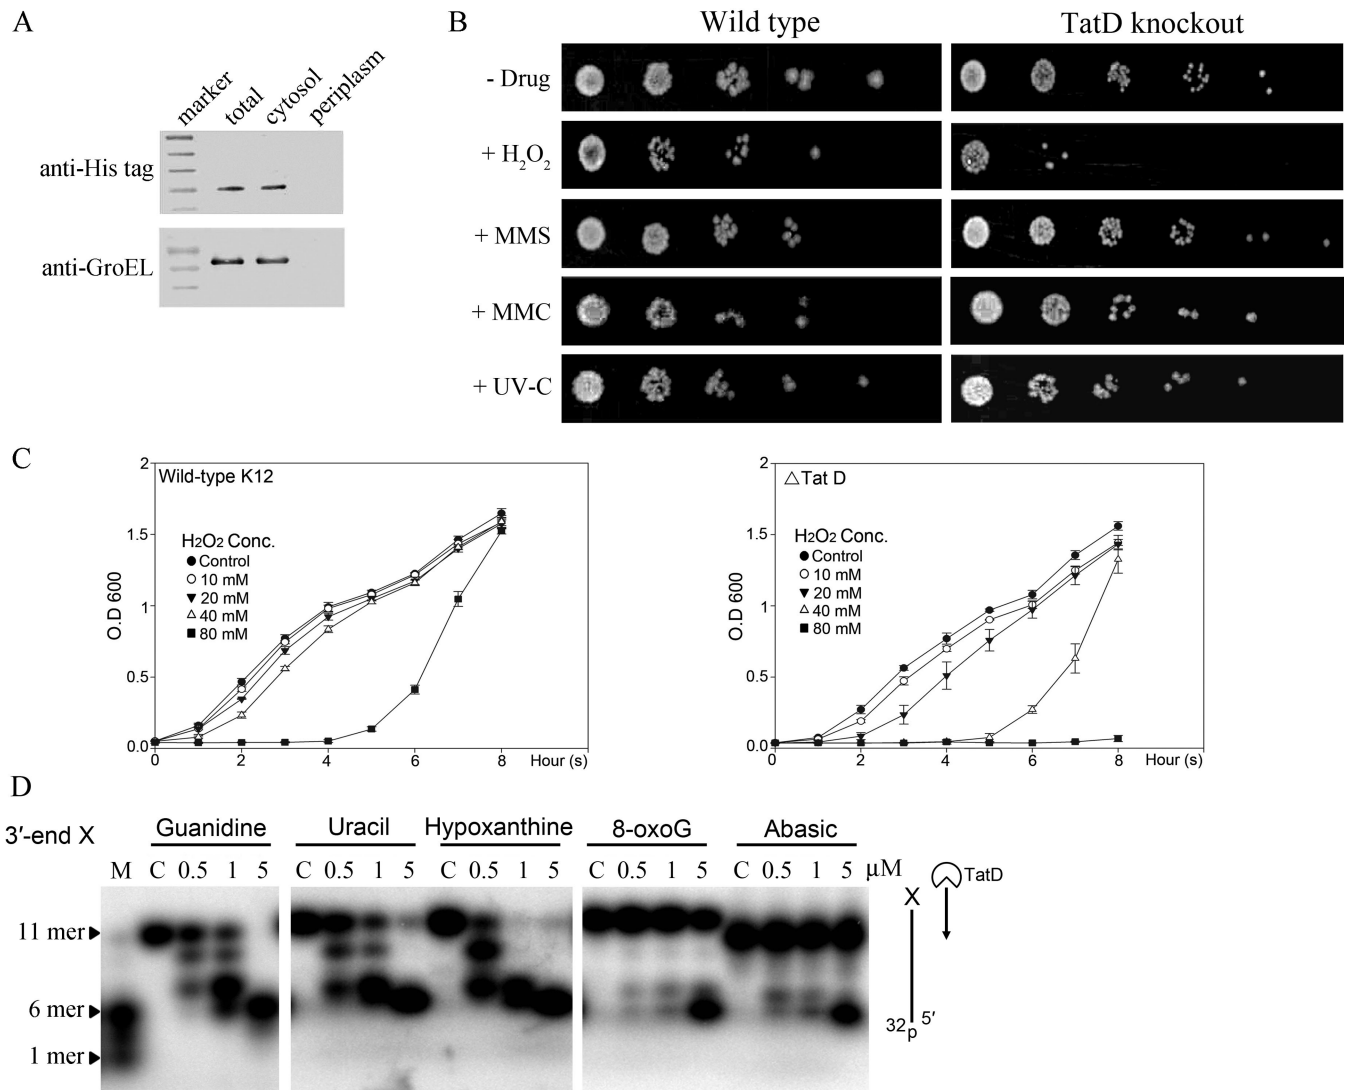 A
marker
total
cytosol
periplasm
anti-His tag
anti-GroEL
B
Wild type
TatD knockout
- Drug
+ H₂O₂
+ MMS
+ MMC
+ UV-C
C
Wild-type K12
H2O2 Conc.
Control
10 mM
20 mM
40 mM
80 mM
O.D 600
2
1.5
1
0.5
0.0
0 2 4 6 8 Hour (s)
△Tat D
H2O2 Conc.
Control
10 mM
20 mM
40 mM
80 mM
O.D 600
2
1.5
1
0.5
0.0
0 2 4 6 8 Hour (s)
D
3′-end X
Guanidine Uracil Hypoxanthine 8-oxoG Abasic
M C 0.5 1 5 C 0.5 1 5 C 0.5 1 5 C 0.5 1 5 C 0.5 1 5 μM
TatD
X
11 mer
6 mer
1 mer
32p 5′